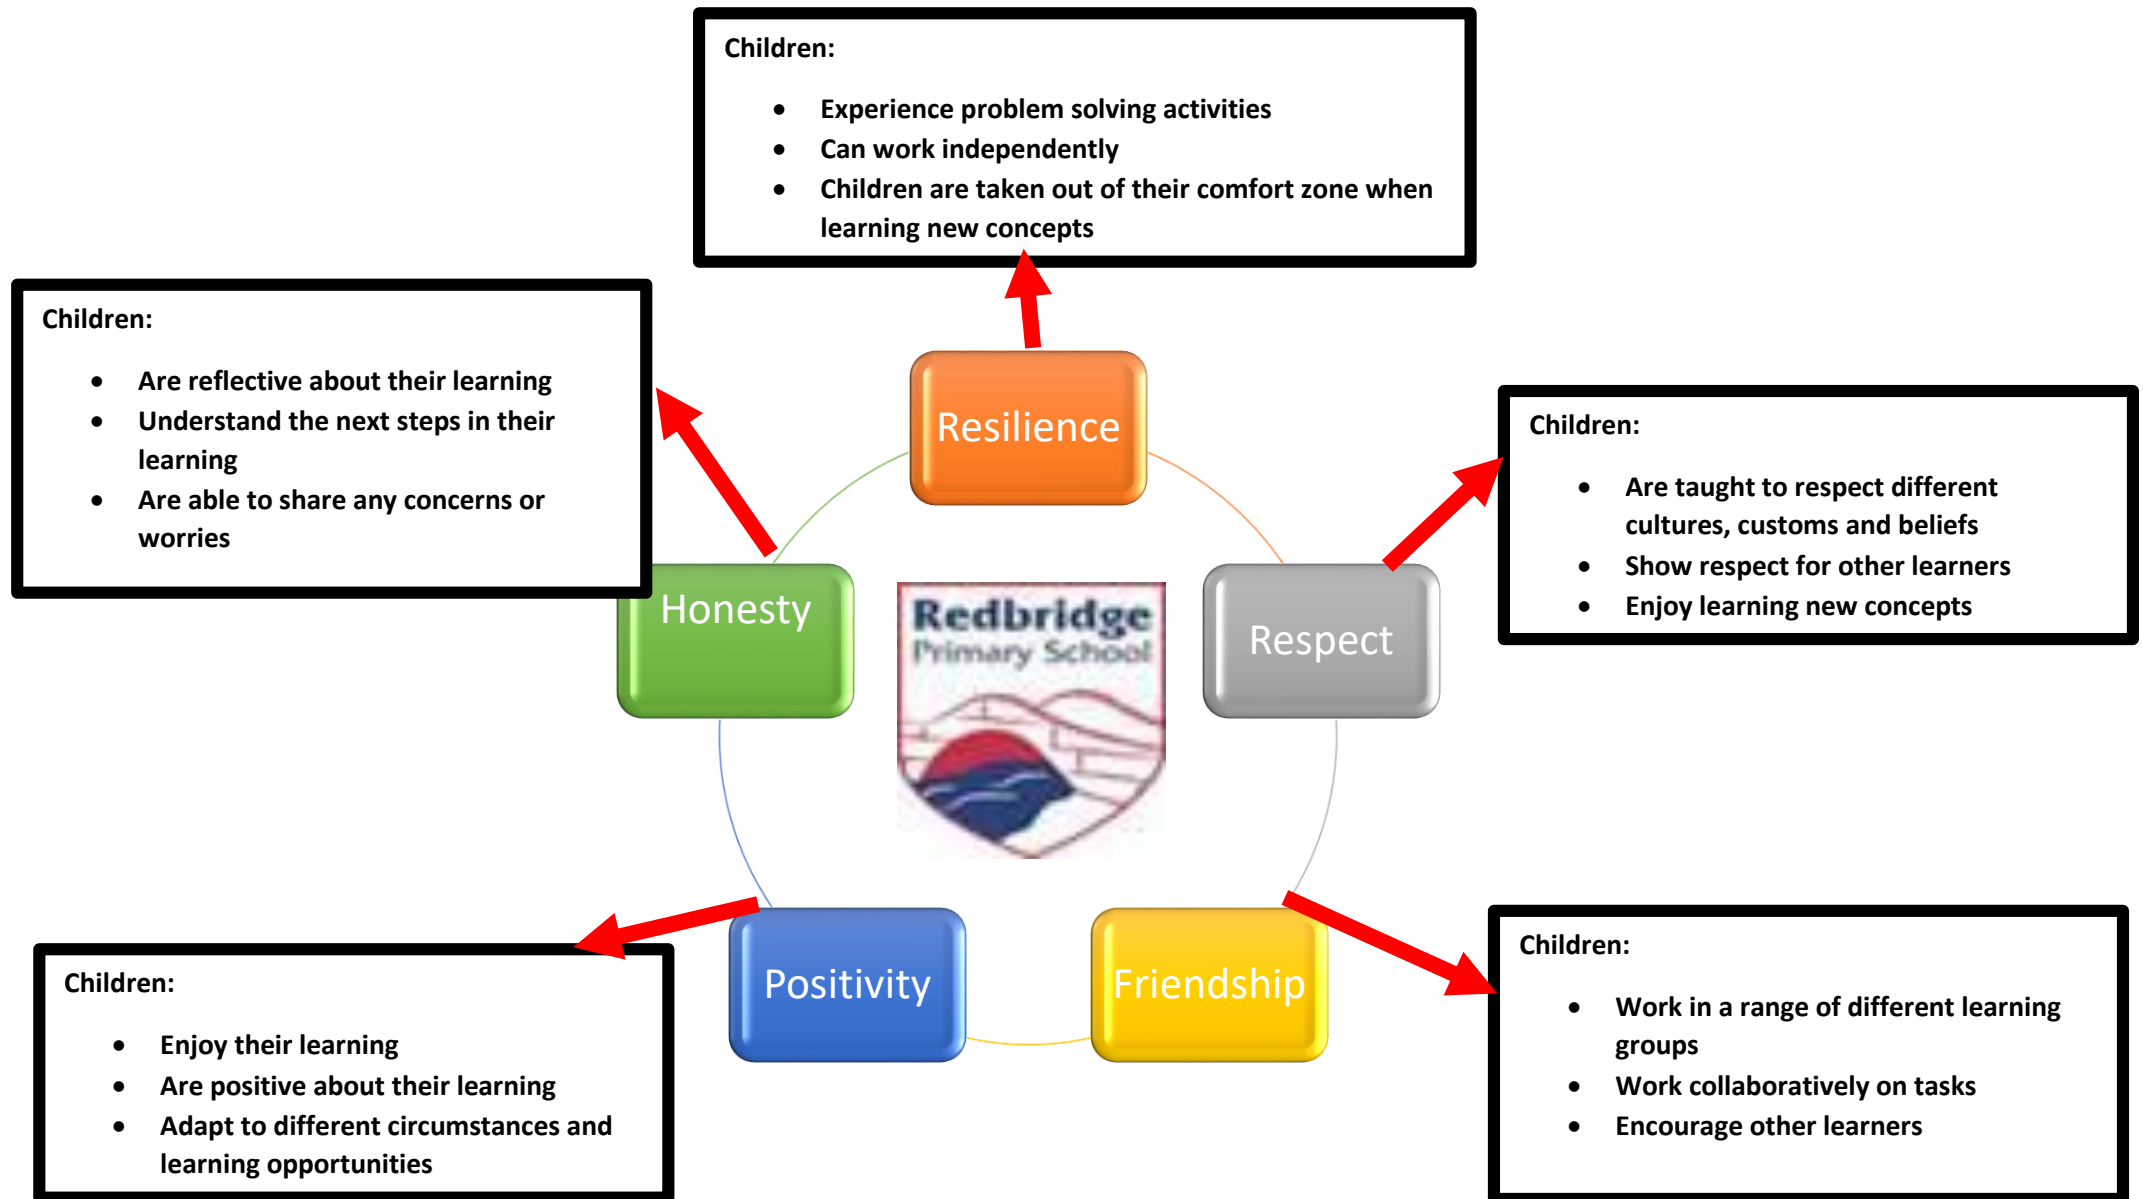 Children:
• Experience problem solving activities
• Can work independently
• Children are taken out of their comfort zone when
learning new concepts
Children:
• Are reflective about their learning
• Understand the next steps in their
learning
• Are able to share any concerns or
worries
Resilience
Children:
• Are taught to respect different
cultures, customs and beliefs
• Show respect for other learners
• Enjoy learning new concepts
Honesty
Redbridge
Primary School
Respect
Positivity
Friendship
Children:
• Enjoy their learning
• Are positive about their learning
• Adapt to different circumstances and
learning opportunities
Children:
• Work in a range of different learning
groups
• Work collaboratively on tasks
• Encourage other learners